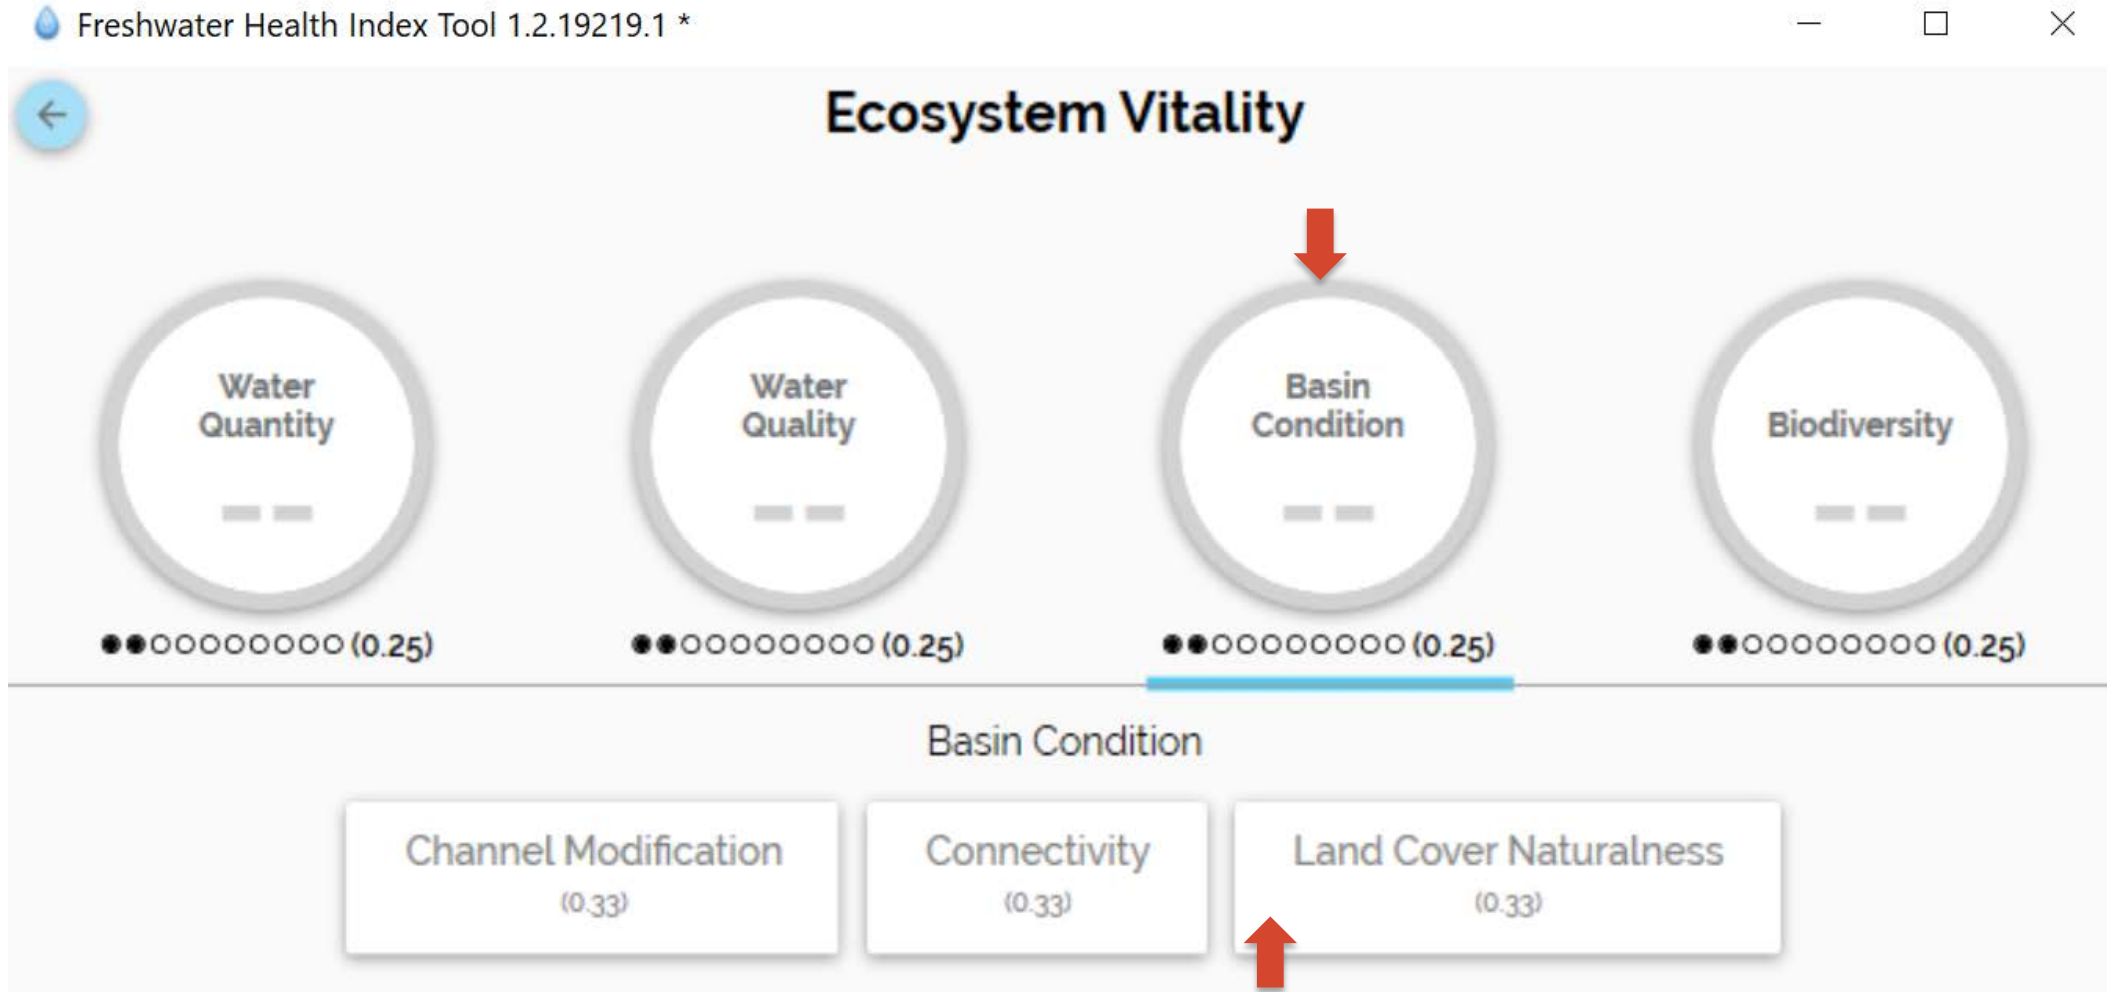 Freshwater Health Index Tool 1.2.19219.1 *
Ecosystem Vitality
Water
Quantity
--
(0.25)
Water
Quality
--
(0.25)
Basin
Condition
--
(0.25)
Biodiversity
--
(0.25)
Basin Condition
Channel Modification
(0.33)
Connectivity
(0.33)
Land Cover Naturalness
(0.33)